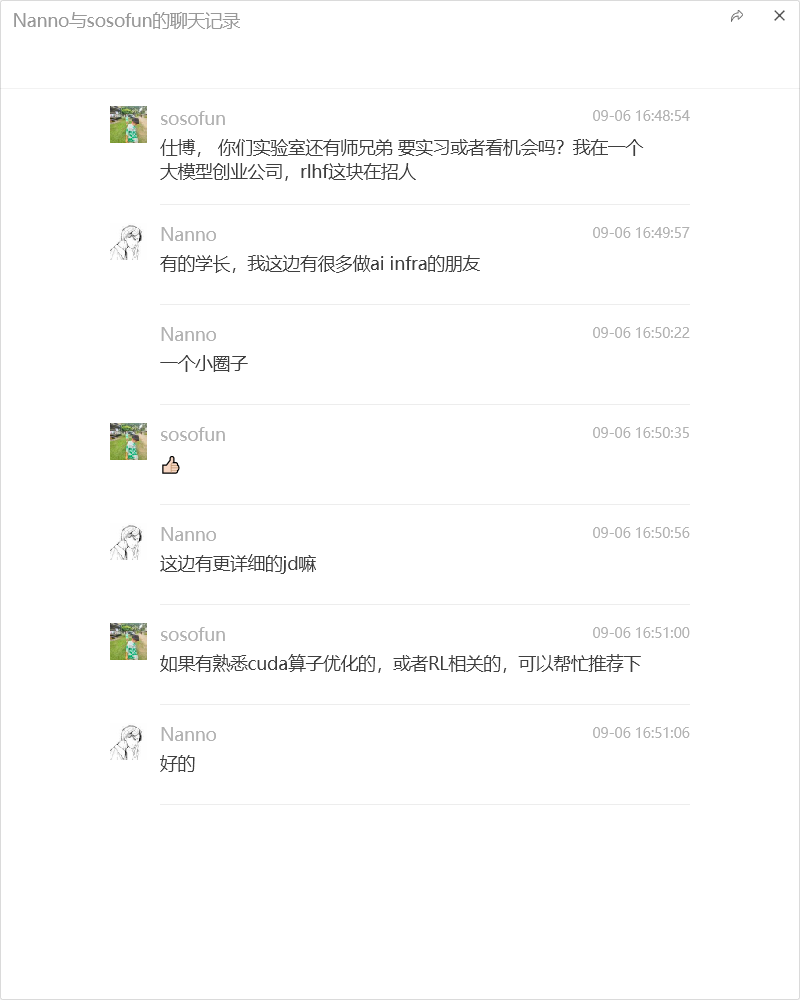 Nanno与sosofun的聊天记录
sosofun
09-06 16:48:54
仕博， 你们实验室还有师兄弟 要实习或者看机会吗？我在一个
大模型创业公司，rlhf这块在招人
Nanno
09-06 16:49:57
有的学长，我这边有很多做ai infra的朋友
Nanno
09-06 16:50:22
一个小圈子
sosofun
09-06 16:50:35
👍🏻
Nanno
09-06 16:50:56
这边有更详细的jd嘛
sosofun
09-06 16:51:00
如果有熟悉cuda算子优化的，或者RL相关的，可以帮忙推荐下
Nanno
09-06 16:51:06
好的